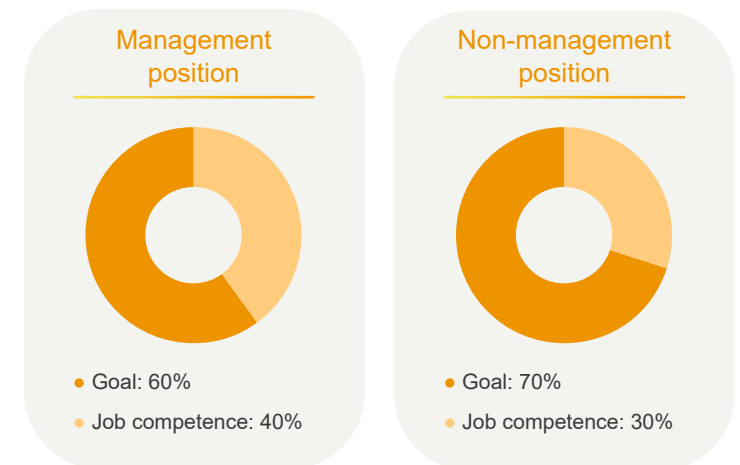 Management
position
Goal: 60%
Job competence: 40%
Non-management
position
Goal: 70%
Job competence: 30%